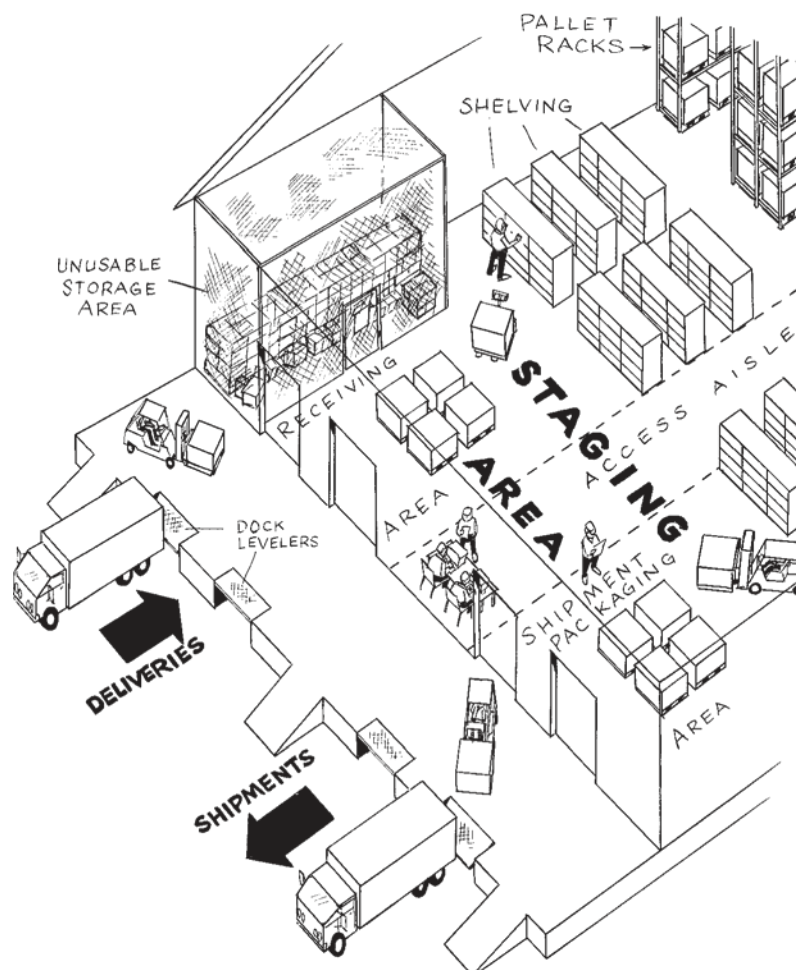 PALLET
RACKS
SHELVING
UNUSABLE
STORAGE
AREA
RECEIVING
AREA
STAGING
AREA
ACCESS AISLE
DOCK
LEVELERS
SHIPMENT
PACKAGING
AREA
DELIVERIES
SHIPMENTS